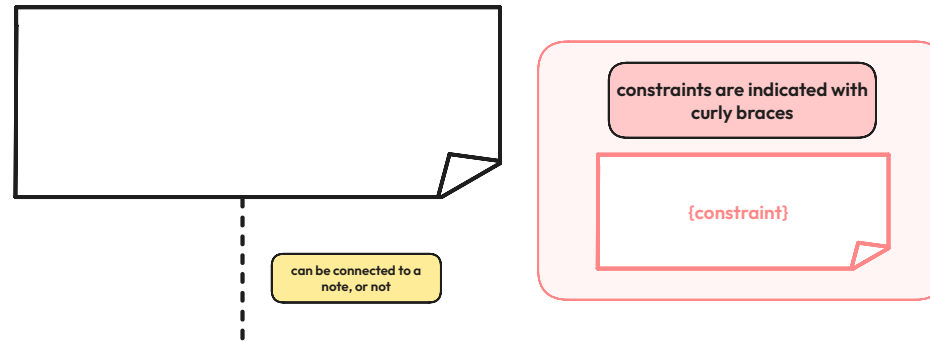 constraints are indicated with
curly braces
{constraint}
can be connected to a
note, or not